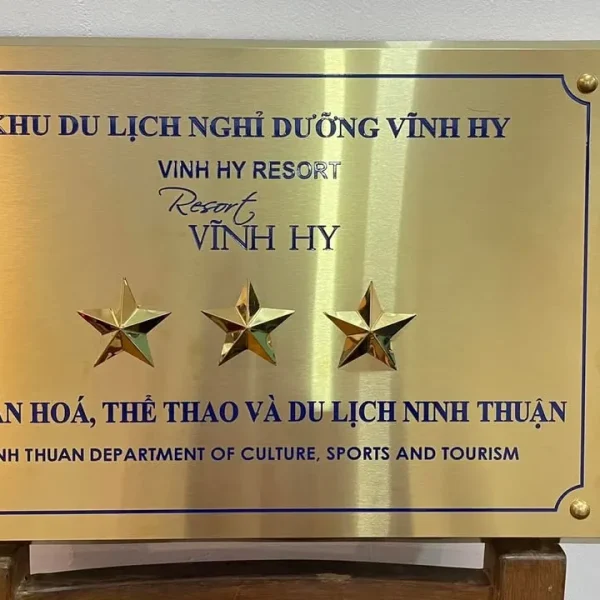 KHU DU LỊCH NGHỈ DƯỠNG VĨNH HY
VINH HY RESORT
Resort
VĨNH HY
HOÁ, THỂ THAO VÀ DU LỊCH NINH THUẬN
THUAN DEPARTMENT OF CULTURE, SPORTS AND TOURISM